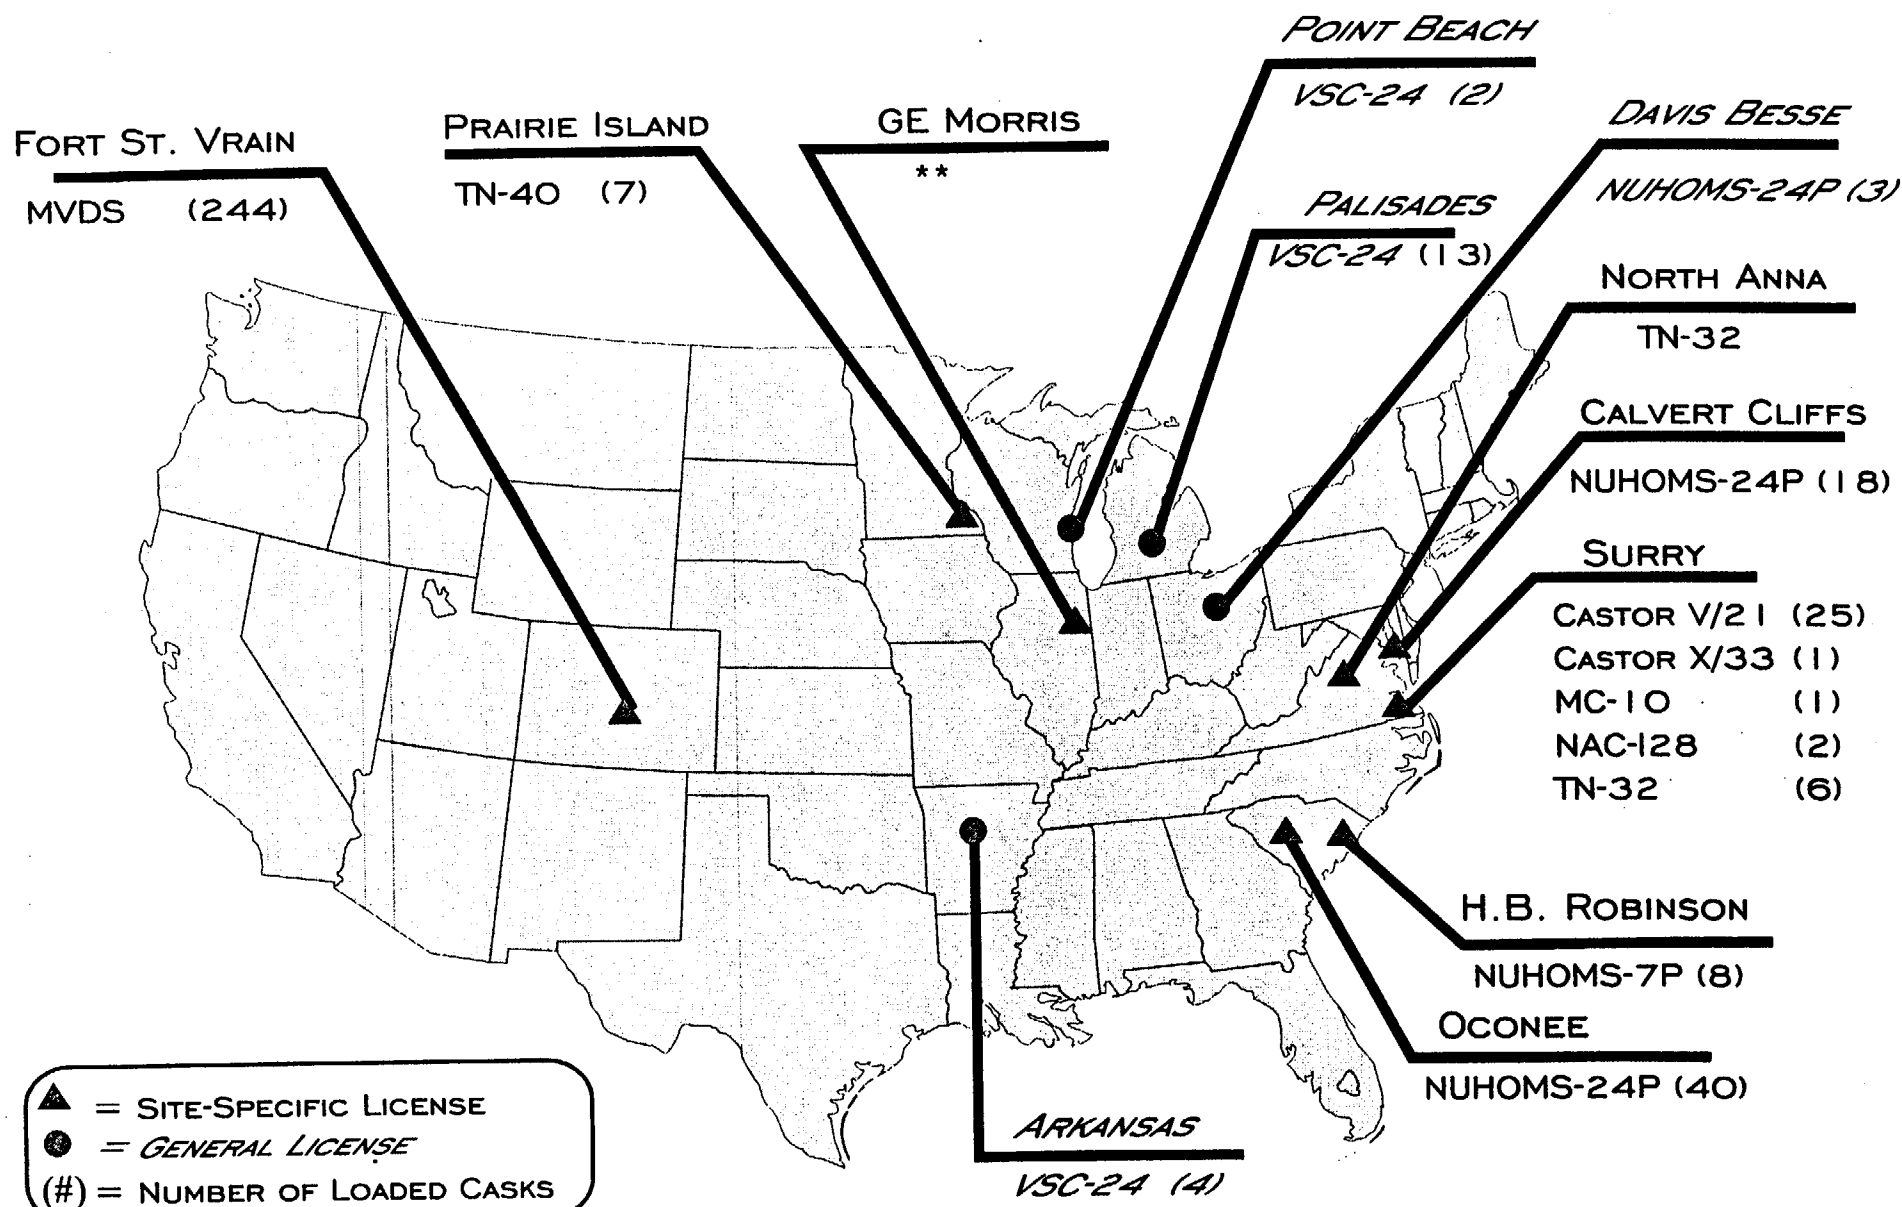 POINT BEACH
VSC-24 (2)
DAVIS BESSE
NUHOMS-24P (3)
GE MORRIS
**
PRAIRIE ISLAND
TN-40 (7)
FORT ST. VRAIN
MVDS (244)
PALISADES
VSC-24 (13)
NORTH ANNA
TN-32
CALVERT CLIFFS
NUHOMS-24P (18)
SURRY
CASTOR V/21 (25)
CASTOR X/33 (1)
MC-10 (1)
NAC-128 (2)
TN-32 (6)
H.B. ROBINSON
NUHOMS-7P (8)
OCONEE
NUHOMS-24P (40)
ARKANSAS
VSC-24 (4)
▲ = SITE-SPECIFIC LICENSE
● = GENERAL LICENSE
(#) = NUMBER OF LOADED CASKS